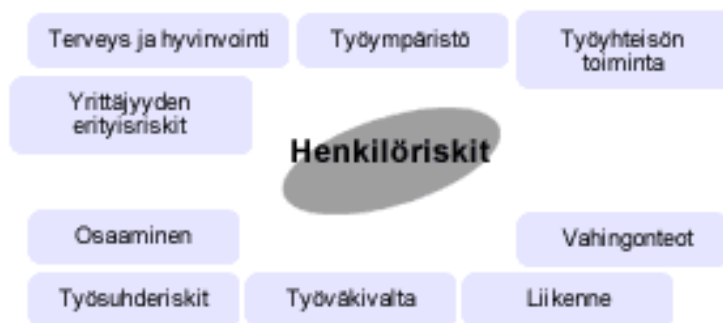 Terveys ja hyvinvointi
Työympäristö
Työyhteisön
toiminta
Yrittäjyyden
erityisriskit
Henkilöriskit
Osaaminen
Vahingonteot
Työsuhderiskit
Työväkivalta
Liikenne